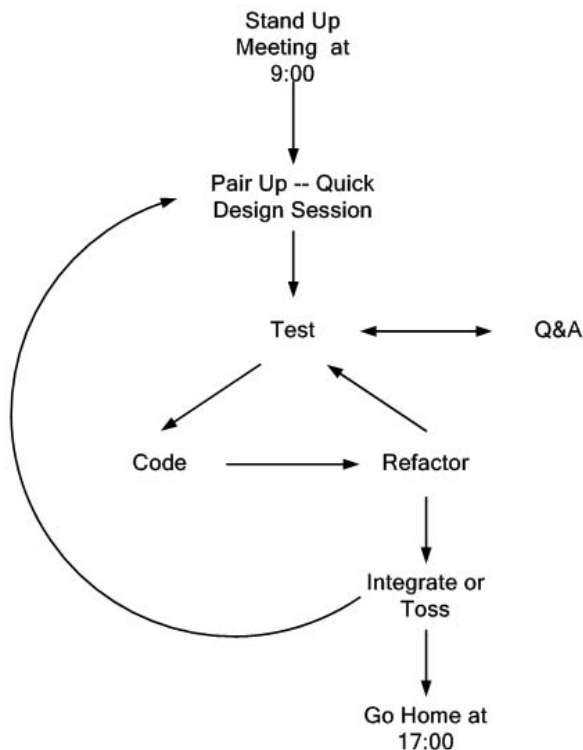 Stand Up
Meeting at
9:00
Pair Up -- Quick
Design Session
Test
Q&A
Code
Refactor
Integrate or
Toss
Go Home at
17:00